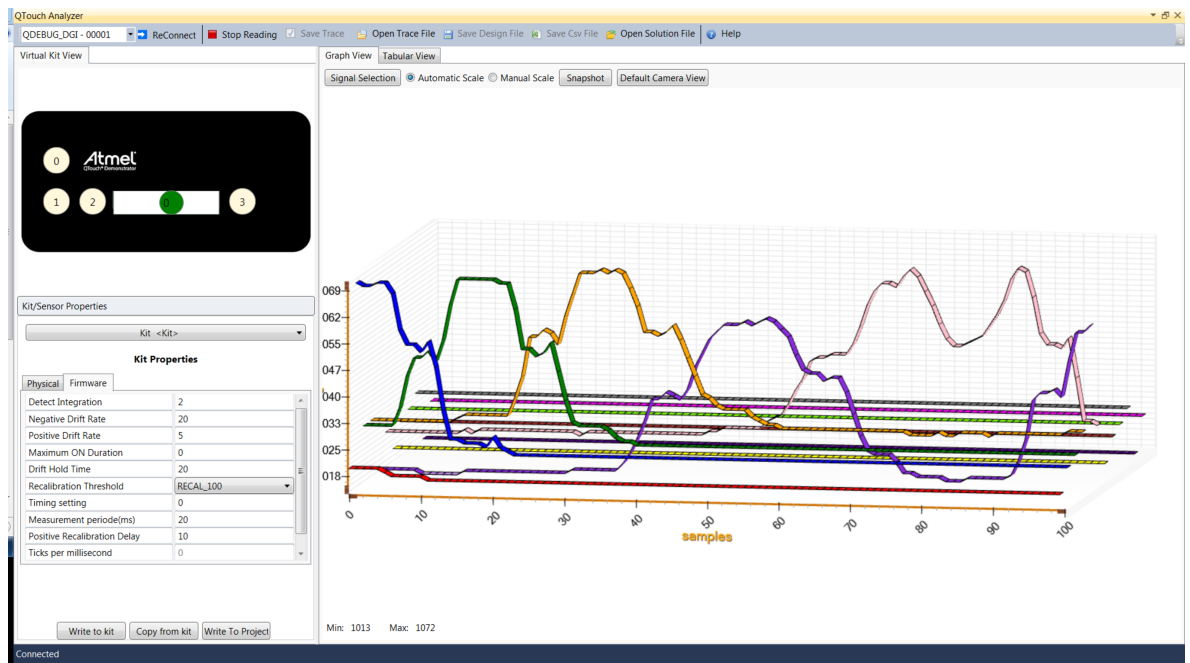 QTouch Analyzer
QDEBUG_DGI - 00001 ReConnect Stop Reading Save Trace Open Trace File Save Design File Save Csv File Open Solution File Help
Virtual Kit View
Graph View Tabular View
Signal Selection Automatic Scale Manual Scale Snapshot Default Camera View
0
Atmel
QTouch® Demonstrator
1 2 0 3
Kit/Sensor Properties
Kit <Kit>
Kit Properties
Physical Firmware
Detect Integration 2
Negative Drift Rate 20
Positive Drift Rate 5
Maximum ON Duration 0
Drift Hold Time 20
Recalibration Threshold RECAL_100
Timing setting 0
Measurement periode(ms) 20
Positive Recalibration Delay 10
Ticks per millisecond 0
Write to kit Copy from kit Write To Project
069
062
055
047
040
033
025
018
0 10 20 30 40 50 60 70 80 90 100
samples
Min: 1013 Max: 1072
Connected